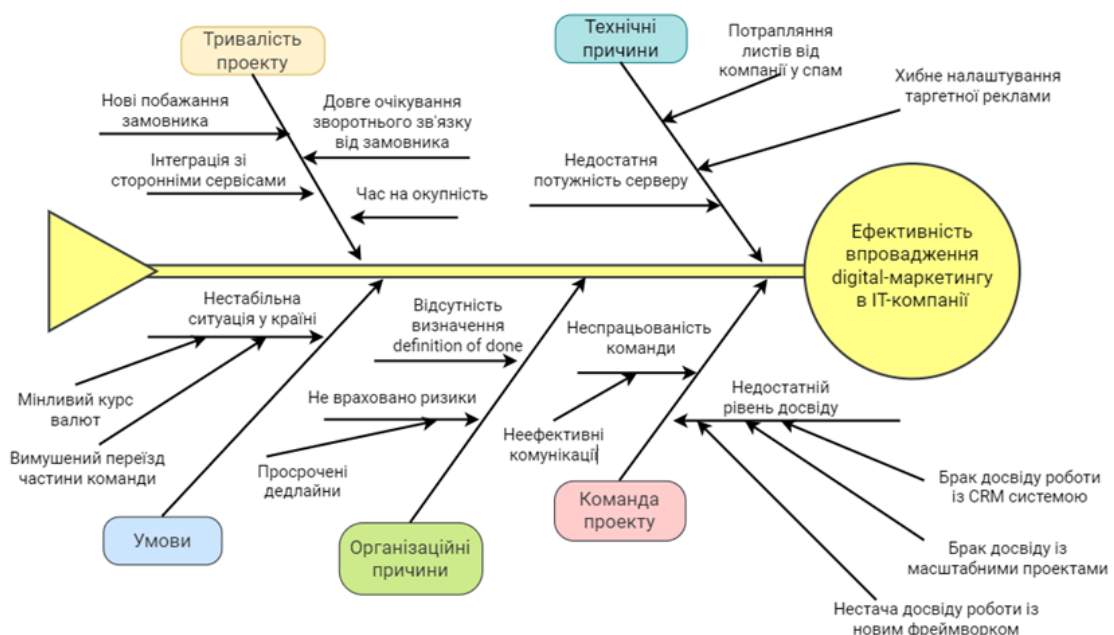 Тривалість
проекту
Технічні
причини
Потрапляння
листів від
компанії у спам
Хибне налаштування
таргетної реклами
Нові побажання
замовника
Довге очікування
зворотнього зв'язку
від замовника
Інтеграція зі
сторонніми сервісами
Час на окупність
Недостатня
потужність серверу
Ефективність
впровадження
digital-маркетингу
в ІТ-компанії
Нестабільна
ситуація у країні
Відсутність
визначення
definition of done
Неспрацьованість
команди
Мінливий курс
валют
Не враховано ризики
Недостатній
рівень досвіду
Вимушений переїзд
частини команди
Просрочені
дедлайни
Неефективні
комунікації
Брак досвіду роботи
із CRM системою
Умови
Організаційні
причини
Команда
проекту
Брак досвіду із
масштабними проектами
Нестача досвіду роботи із
новим фреймворком